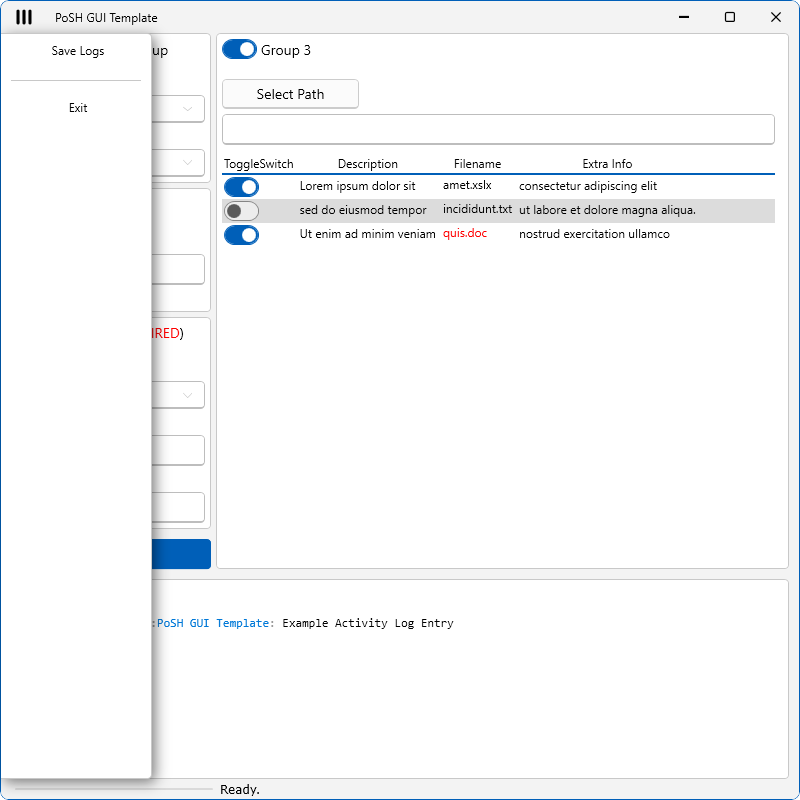 PoSH GUI Template
Save Logs
Exit
up
IRED)
Group 3
Select Path
ToggleSwitch Description Filename Extra Info
Lorem ipsum dolor sit amet.xslx consectetur adipiscing elit
sed do eiusmod tempor incididunt.txt ut labore et dolore magna aliqua.
Ut enim ad minim veniam quis.doc nostrud exercitation ullamco
:PoSH GUI Template: Example Activity Log Entry
Ready.